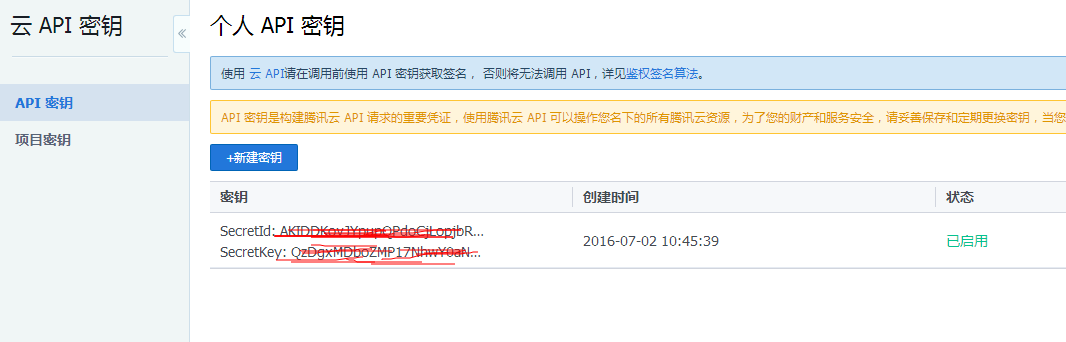 云 API 密钥
«
API 密钥
项目密钥
个人 API 密钥
使用 云 API请在调用前使用 API 密钥获取签名， 否则将无法调用 API，详见鉴权签名算法。
API 密钥是构建腾讯云 API 请求的重要凭证，使用腾讯云 API 可以操作您名下的所有腾讯云资源，为了您的财产和服务安全，请妥善保存和定期更换密钥，当您
+新建密钥
密钥 创建时间 状态
SecretId:
SecretKey:
2016-07-02 10:45:39 已启用